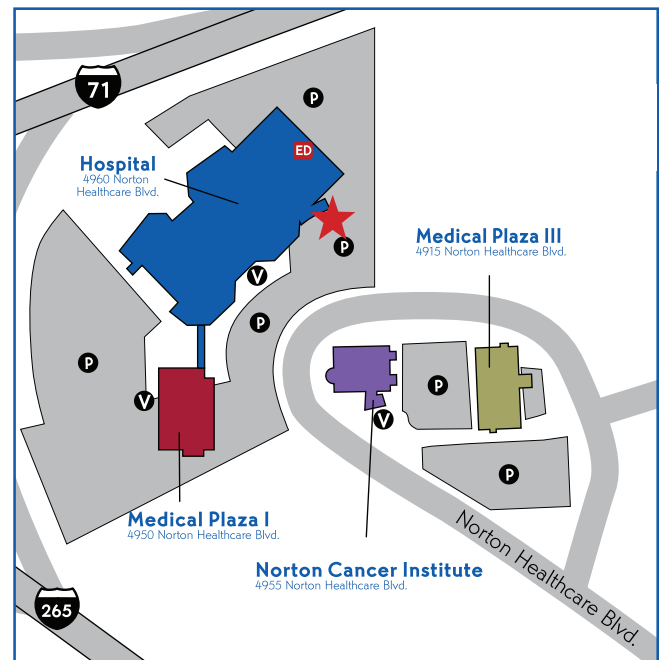 71
P
ED
Hospital
4960 Norton
Healthcare Blvd.
P
Medical Plaza III
4915 Norton Healthcare Blvd.
V
P
P
P
V
V
P
Medical Plaza I
4950 Norton Healthcare Blvd.
Norton Healthcare Blvd.
Norton Cancer Institute
4955 Norton Healthcare Blvd.
265